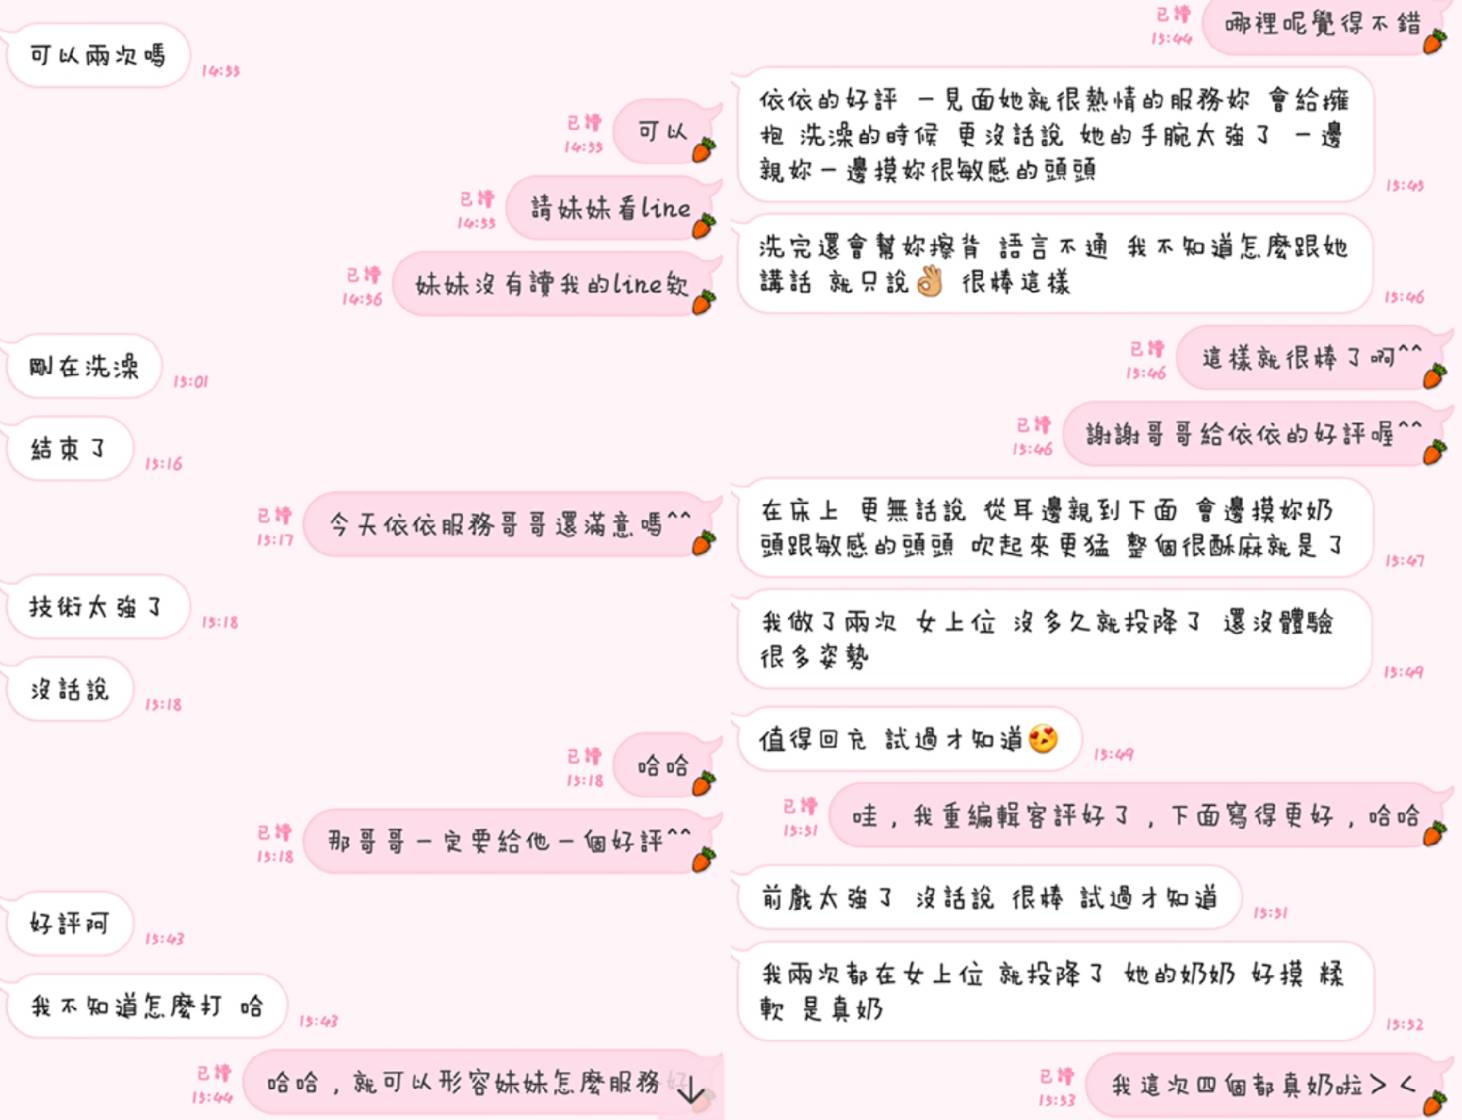 可以兩次嗎
14:55
已讀
14:55
可以
已讀
14:55
請妹妹看line
已讀
14:56
妹妹沒有讀我的line欸
剛在洗澡
15:01
結束了
15:16
已讀
15:17
今天依依服務哥哥還滿意嗎^^
技術太強了
15:18
沒話說
15:18
已讀
15:18
哈哈
已讀
15:18
那哥哥一定要給他一個好評^^
好評阿
15:43
我不知道怎麼打 哈
15:43
已讀
15:44
哈哈，就可以形容妹妹怎麼服務好
已讀
15:44
哪裡呢覺得不錯
依依的好評 一見面她就很熱情的服務妳 會給擁
抱 洗澡的時候 更沒話說 她的手腕太強了 一邊
親妳一邊摸妳很敏感的頭頭
15:45
洗完還會幫妳擦背 語言不通 我不知道怎麼跟她
講話 就只說👌🏼 很棒這樣
15:46
已讀
15:46
這樣就很棒了啊^^
已讀
15:46
謝謝哥哥給依依的好評喔^^
在床上 更無話說 從耳邊親到下面 會邊摸妳奶
頭跟敏感的頭頭 吹起來更猛 整個很酥麻就是了
15:47
我做了兩次 女上位 沒多久就投降了 還沒體驗
很多姿勢
15:49
值得回充 試過才知道😍
15:49
已讀
15:51
哇，我重編輯客評好了，下面寫得更好，哈哈
前戲太強了 沒話說 很棒 試過才知道
15:51
我兩次都在女上位 就投降了 她的奶奶 好摸 糅
軟 是真奶
15:52
已讀
15:53
我這次四個都真奶啦＞＜